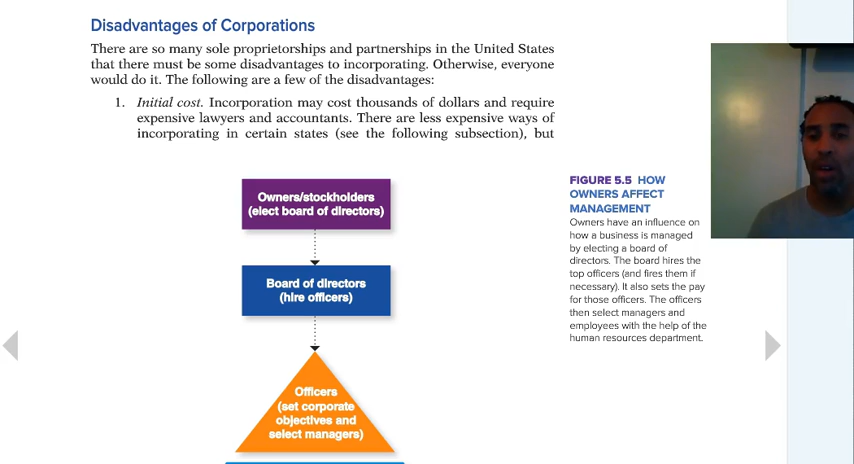 Disadvantages of Corporations
There are so many sole proprietorships and partnerships in the United States
that there must be some disadvantages to incorporating. Otherwise, everyone
would do it. The following are a few of the disadvantages:
1. Initial cost. Incorporation may cost thousands of dollars and require
expensive lawyers and accountants. There are less expensive ways of
incorporating in certain states (see the following subsection), but
Owners/stockholders
(elect board of directors)
Board of directors
(hire officers)
Officers
(set corporate
objectives and
select managers)
FIGURE 5.5 HOW
OWNERS AFFECT
MANAGEMENT
Owners have an influence on
how a business is managed
by electing a board of
directors. The board hires the
top officers (and fires them if
necessary). It also sets the pay
for those officers. The officers
then select managers and
employees with the help of the
human resources department.